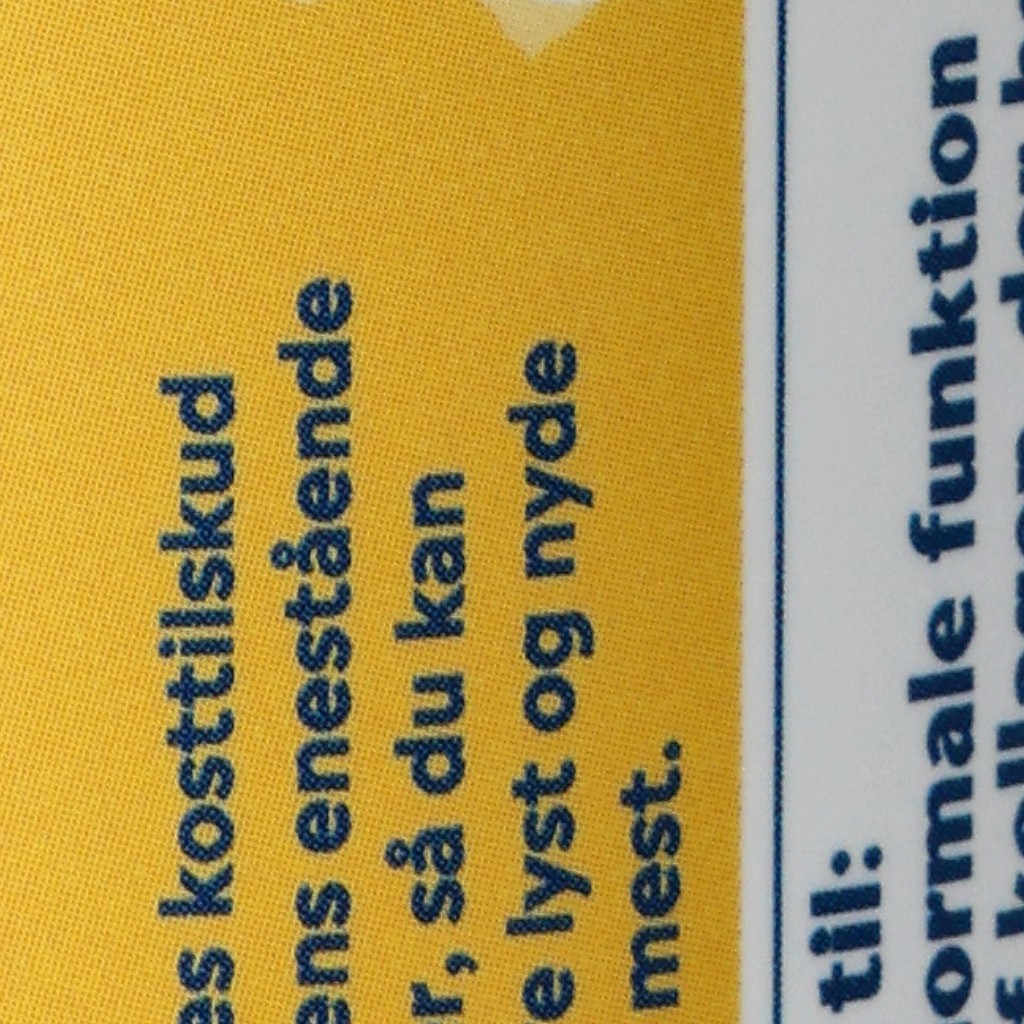 es kosttilskud
ens enestående
r, så du kan
e lyst og nyde
mest.
til:
ormale funktion